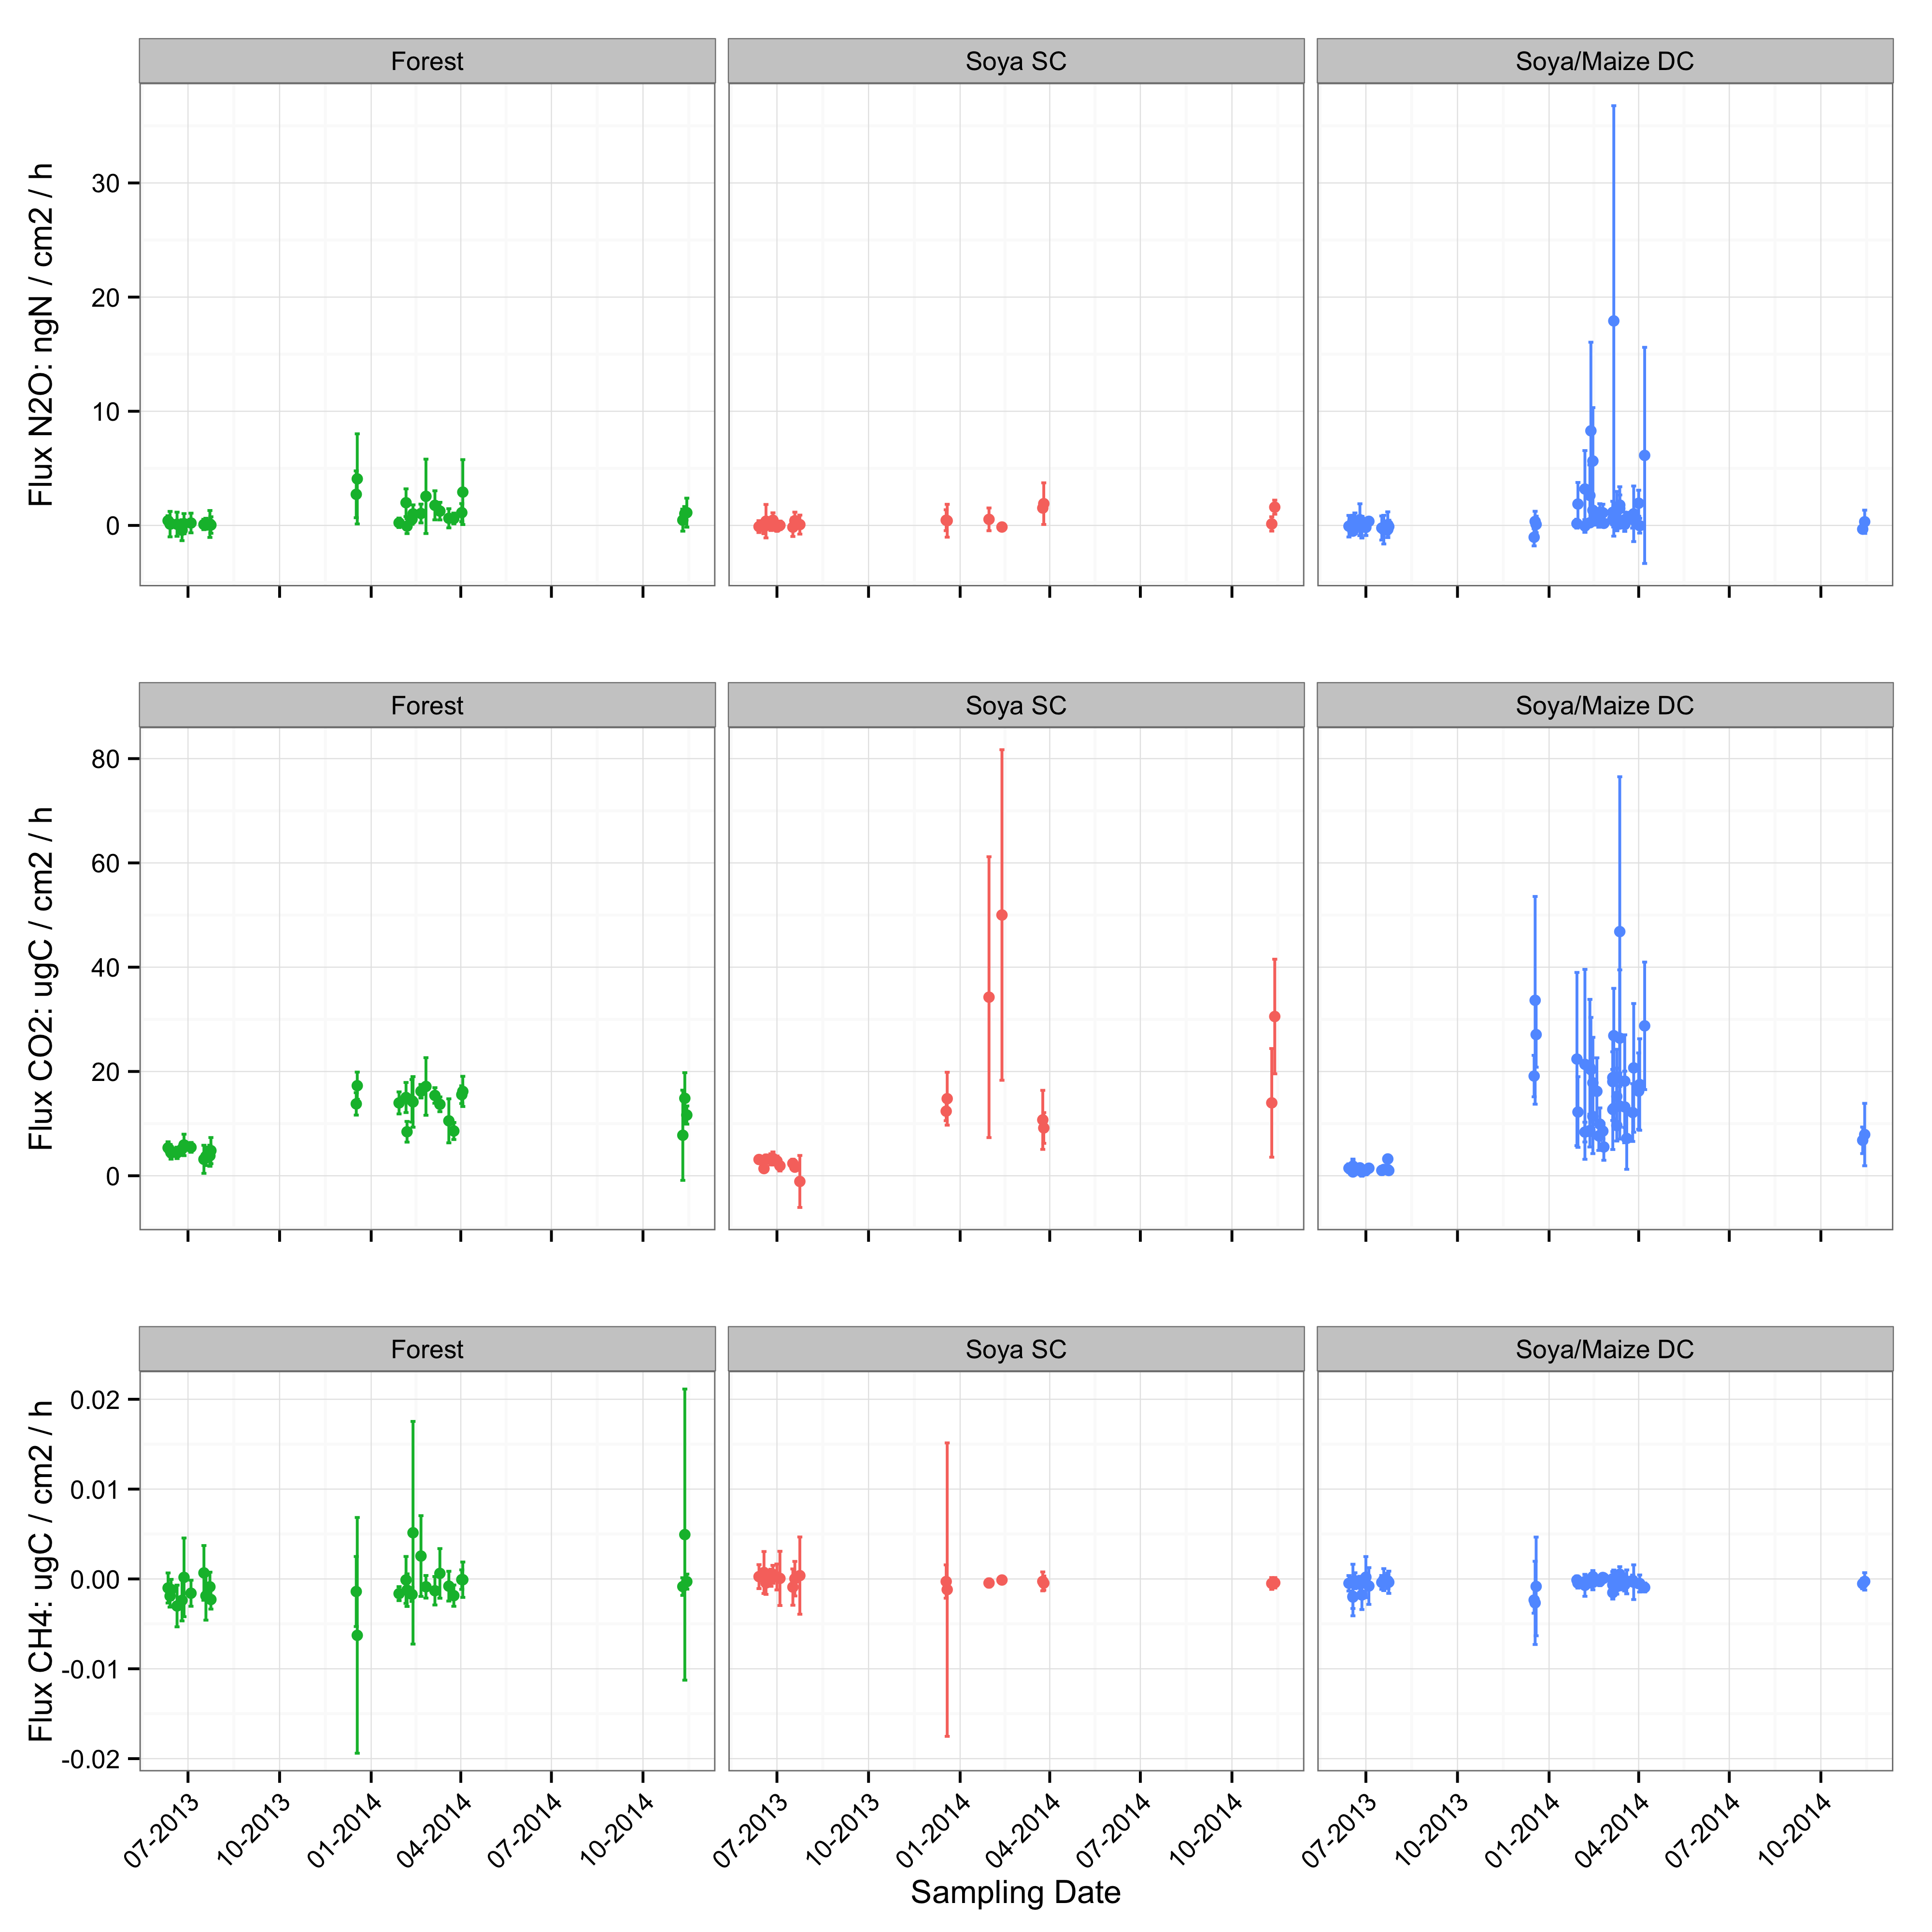 Forest Soya SC Soya/Maize DC
Flux N2O: ngN / cm2 / h
30
20
10
0
Forest Soya SC Soya/Maize DC
Flux CO2: ugC / cm2 / h
80
60
40
20
0
Forest Soya SC Soya/Maize DC
Flux CH4: ugC / cm2 / h
0.02
0.01
0.00
-0.01
-0.02
07-2013 10-2013 01-2014 04-2014 07-2014 10-2014 07-2013 10-2013 01-2014 04-2014 07-2014 10-2014 07-2013 10-2013 01-2014 04-2014 07-2014 10-2014
Sampling Date